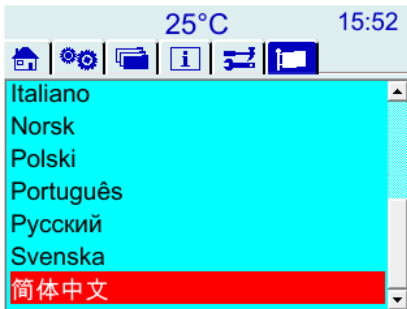 25°C 15:52
Italiano
Norsk
Polski
Português
Русский
Svenska
简体中文